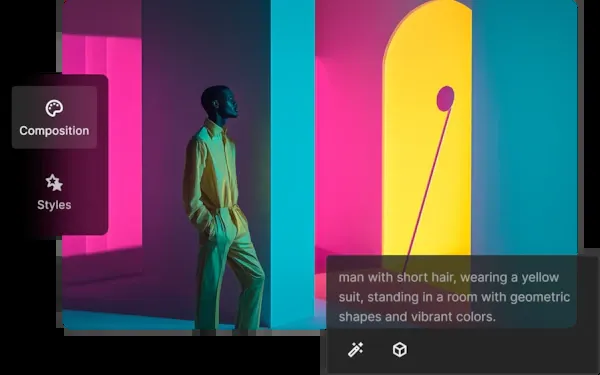 Composition
Styles
man with short hair, wearing a yellow
suit, standing in a room with geometric
shapes and vibrant colors.